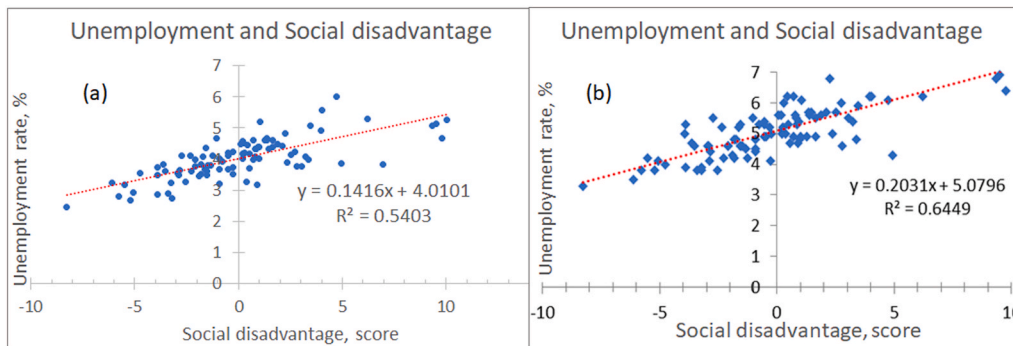 Unemployment and Social disadvantage
(a)
Unemployment rate, %
7
6
5
4
3
2
1
0
-10
-5
0
5
10
y = 0.1416x + 4.0101
R² = 0.5403
Social disadvantage, score
Unemployment and Social disadvantage
(b)
Unemployment rate, %
7
6
5
4
3
2
1
0
-10
-5
0
5
10
y = 0.2031x + 5.0796
R² = 0.6449
Social disadvantage, score